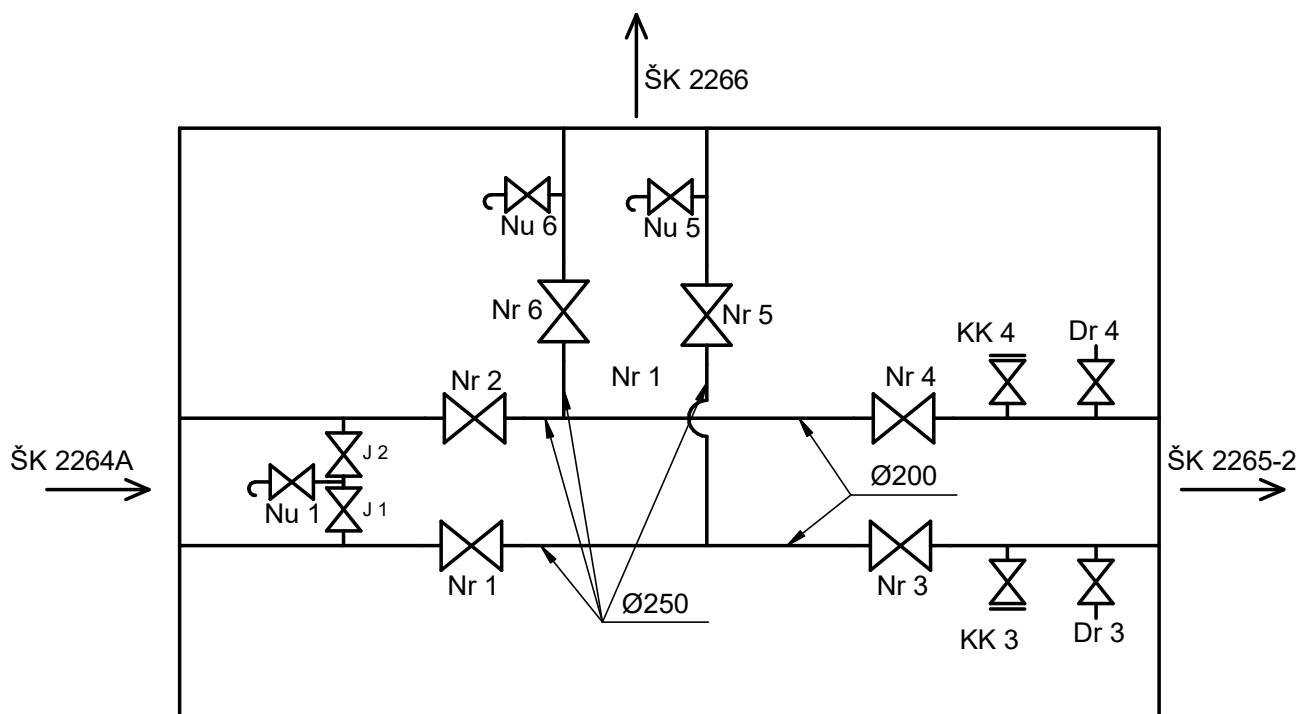 ŠK 2266
Nu 6
Nu 5
Nr 6
Nr 5
KK 4
Dr 4
Nr 2
Nr 1
Nr 4
ŠK 2264A
J 2
Nu 1
J 1
Ø200
ŠK 2265-2
Nr 1
Ø250
Nr 3
KK 3
Dr 3